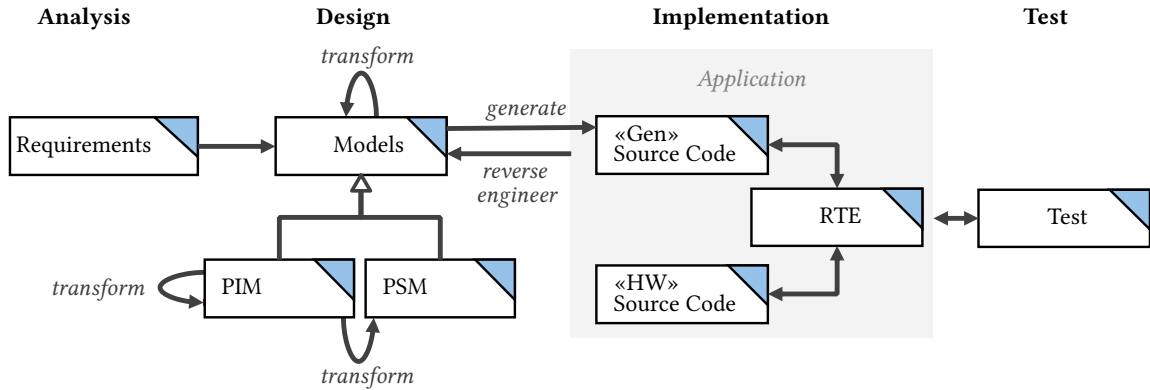 Analysis
Design
Implementation
Test
transform
Application
generate
Requirements
Models
«Gen»
Source Code
reverse
engineer
RTE
Test
transform
PIM
PSM
«HW»
Source Code
transform